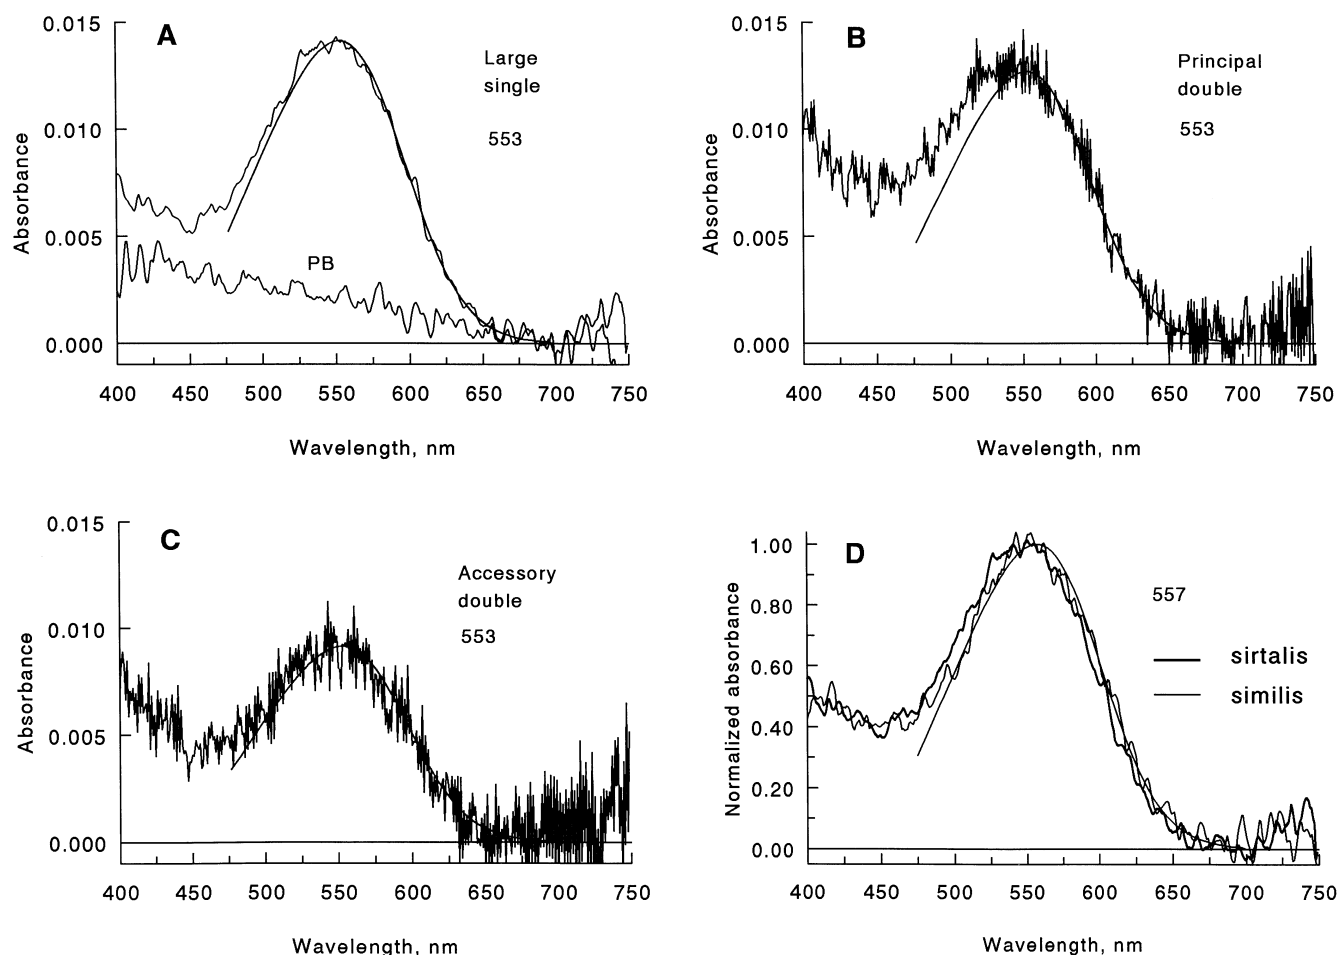 A
Large
single
553
PB
0.015
0.010
0.005
0.000
Absorbance
400 450 500 550 600 650 700 750
Wavelength, nm
B
Principal
double
553
0.015
0.010
0.005
0.000
Absorbance
400 450 500 550 600 650 700 750
Wavelength, nm
C
Accessory
double
553
0.015
0.010
0.005
0.000
Absorbance
400 450 500 550 600 650 700 750
Wavelength, nm
D
557
sirtalis
similis
1.00
0.80
0.60
0.40
0.20
0.00
Normalized absorbance
400 450 500 550 600 650 700 750
Wavelength, nm